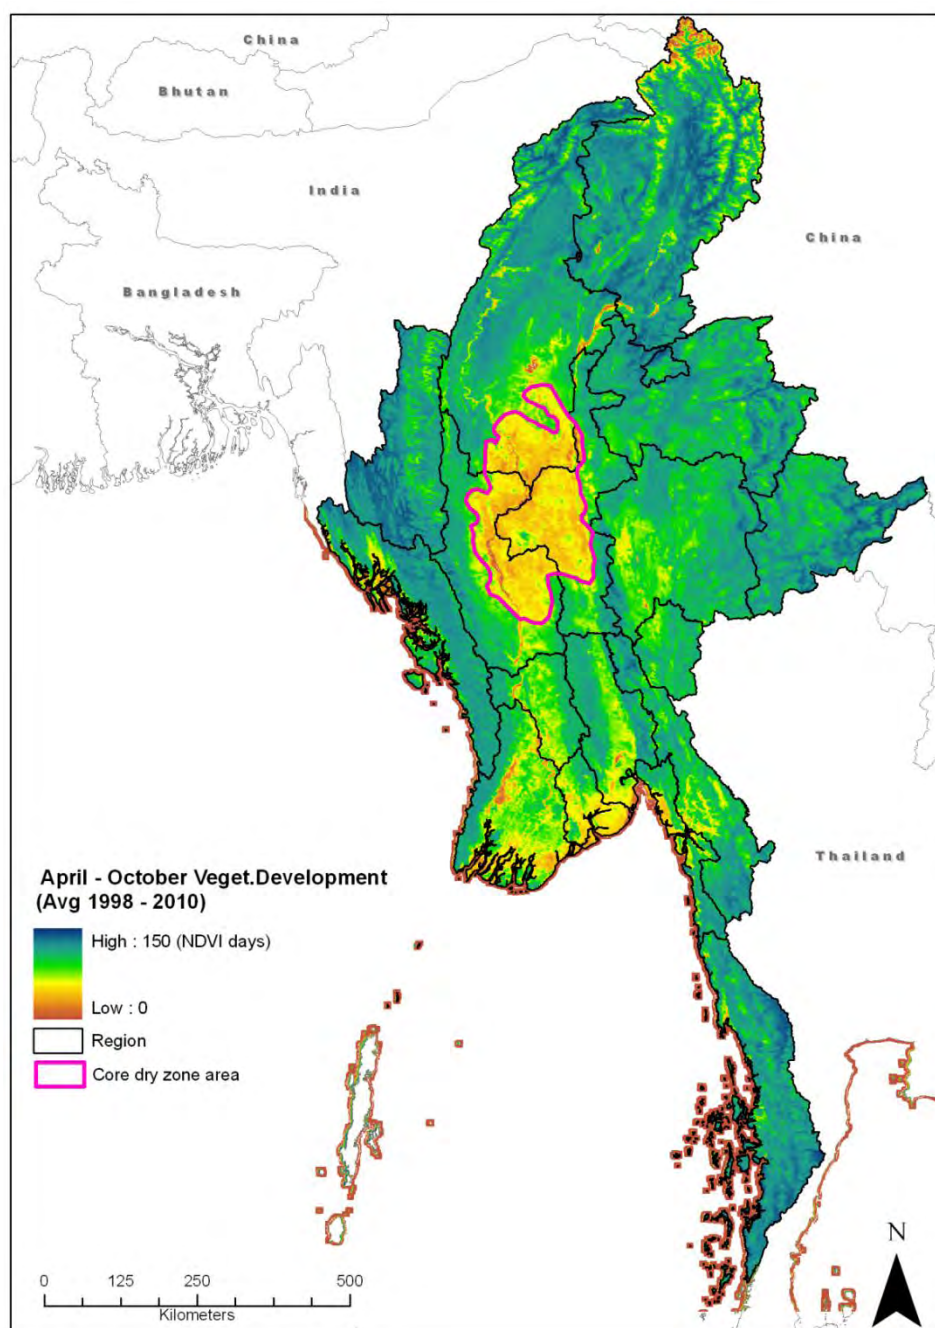 China
Bhutan
India
China
Bangladesh
Thailand
April - October Veget.Development
(Avg 1998 - 2010)
High : 150 (NDVI days)
Low : 0
Region
Core dry zone area
N
0 125 250 500
Kilometers